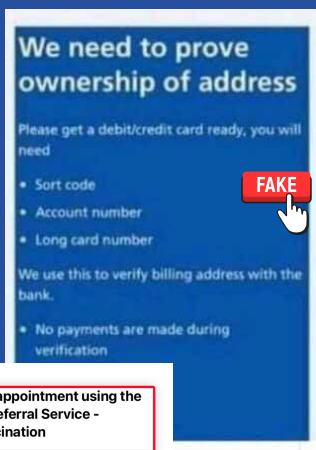 We need to prove
ownership of address
Please get a debit/credit card ready, you will
need
• Sort code
FAKE
• Account number
• Long card number
We use this to verify billing address with the
bank.
• No payments are made during
verification
appointment using the
eferral Service -
cination